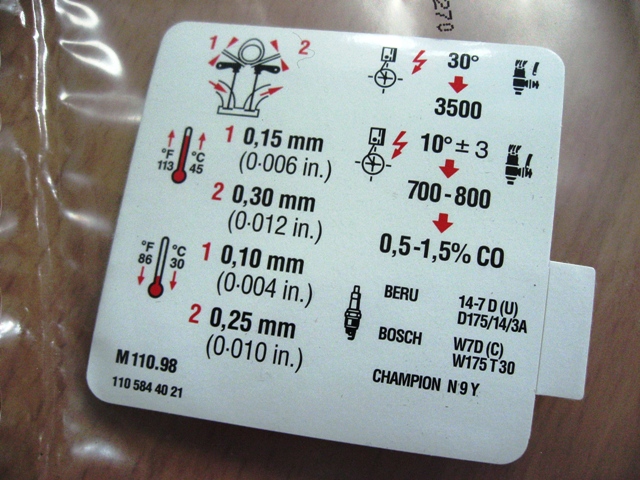 270
1 2
1 0,15 mm
(0·006 in.)
°F °C
113 45
2 0,30 mm
(0·012 in.)
1 0,10 mm
(0·004 in.)
°F °C
86 30
2 0,25 mm
(0·010 in.)
M 110.98
110 584 40 21
30°
3500
10° ± 3
700-800
0,5-1,5% CO
BERU 14-7 D (U)
D175/14/3A
BOSCH W7D (C)
W175 T 30
CHAMPION N 9 Y